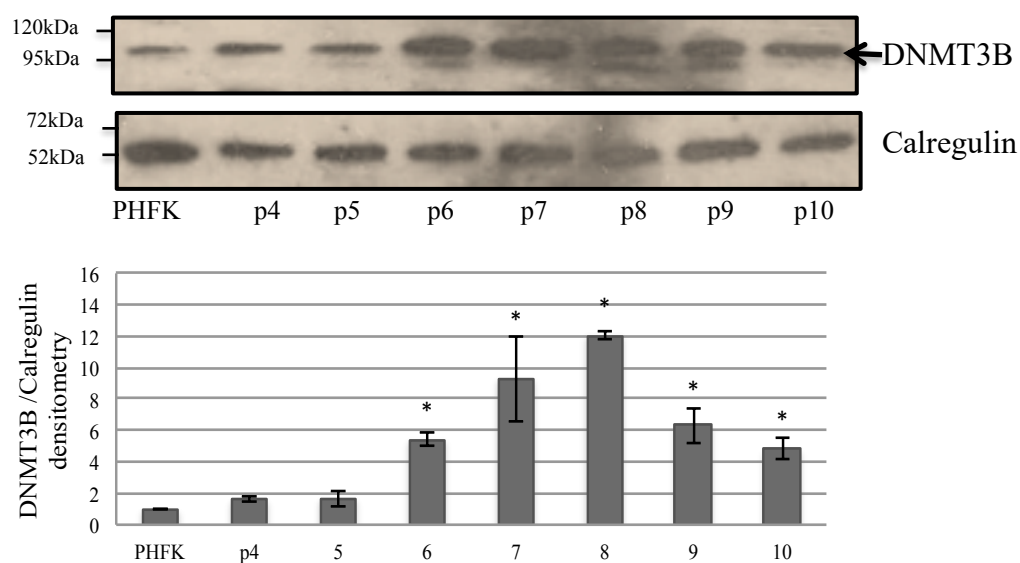 120kDa
95kDa
DNMT3B
72kDa
52kDa
Calregulin
PHFK p4 p5 p6 p7 p8 p9 p10
DNMT3B /Calregulin
densitometry
16
14
12
10
8
6
4
2
0
*
*
*
*
*
PHFK p4 5 6 7 8 9 10